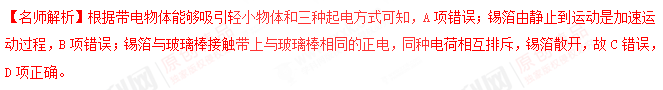 【名师解析】根据带电物体能够吸引轻小物体和三种起电方式可知，A项错误；锡箔由静止到运动是加速运
动过程，B项错误；锡箔与玻璃棒接触带上与玻璃棒相同的正电，同种电荷相互排斥，锡箔散开，故C错误，
D项正确。